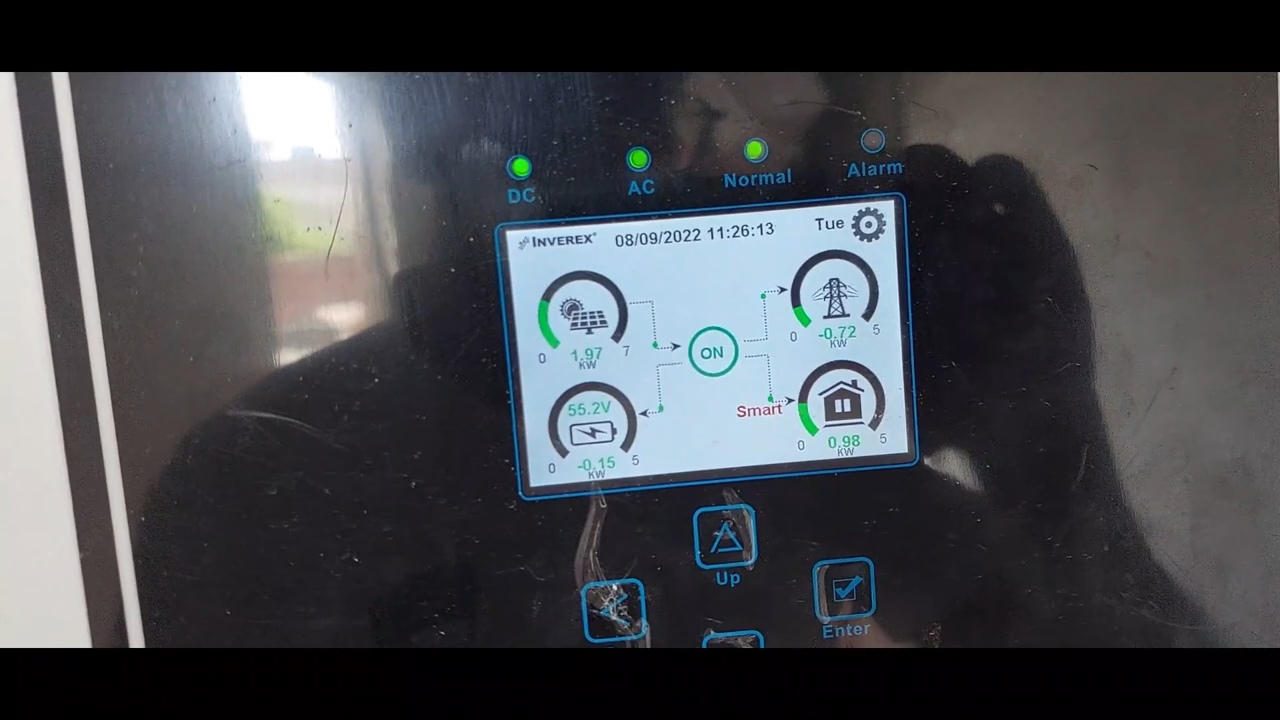 DC AC Normal Alarm
INVEREX® 08/09/2022 11:26:13 Tue
0 1.97 7
KW
0 -0.72 5
KW
ON
55.2V
0 -0.15 5
KW
Smart
0 0.98 5
KW
Up
Enter